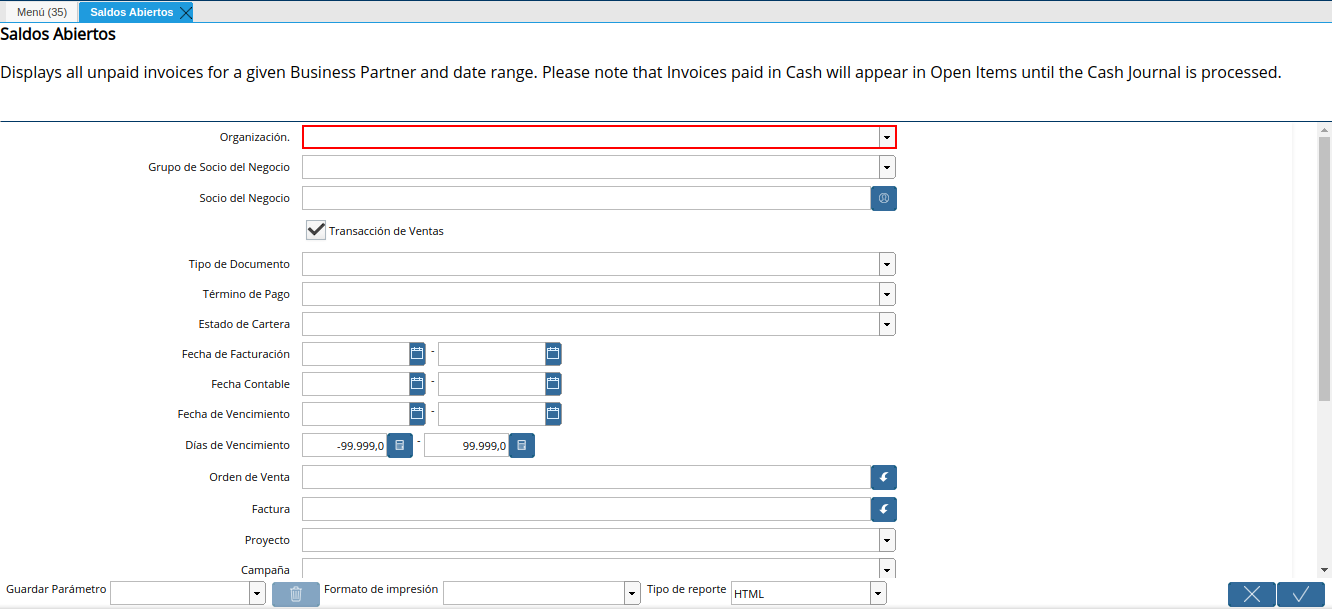 Menú (35)
Saldos Abiertos
Saldos Abiertos
Displays all unpaid invoices for a given Business Partner and date range. Please note that Invoices paid in Cash will appear in Open Items until the Cash Journal is processed.
Organización.
Grupo de Socio del Negocio
Socio del Negocio
Transacción de Ventas
Tipo de Documento
Término de Pago
Estado de Cartera
Fecha de Facturación -
Fecha Contable -
Fecha de Vencimiento -
Días de Vencimiento -99.999,0 - 99.999,0
Orden de Venta
Factura
Proyecto
Campaña
Guardar Parámetro Formato de impresión Tipo de reporte HTML